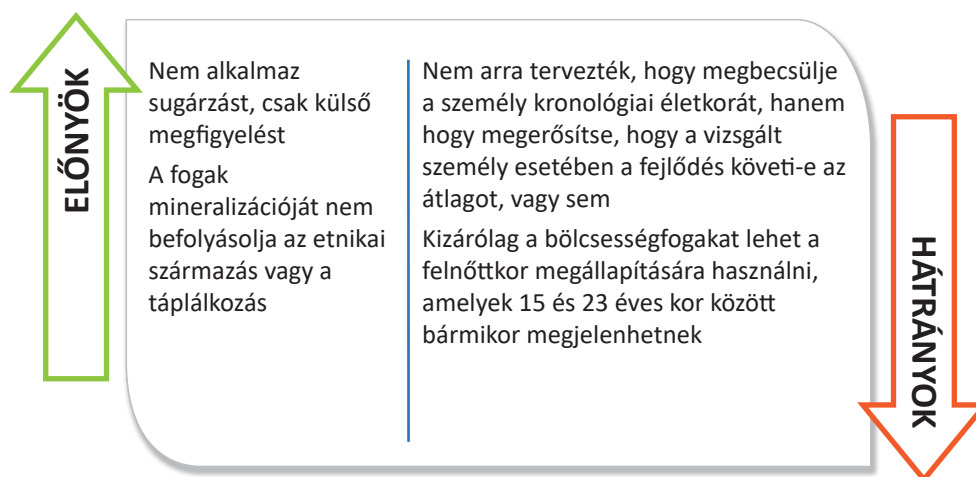 ELŐNYÖK
Nem alkalmaz
sugárzást, csak külső
megfigyelést
A fogak
mineralizációját nem
befolyásolja az etnikai
származás vagy a
táplálkozás
Nem arra tervezték, hogy megbecsülje
a személy kronológiai életkorát, hanem
hogy megerősítse, hogy a vizsgált
személy esetében a fejlődés követi-e az
átlagot, vagy sem
Kizárólag a bölcsességfogakat lehet a
felnőttkor megállapítására használni,
amelyek 15 és 23 éves kor között
bármikor megjelenhetnek
HÁTRÁNYOK